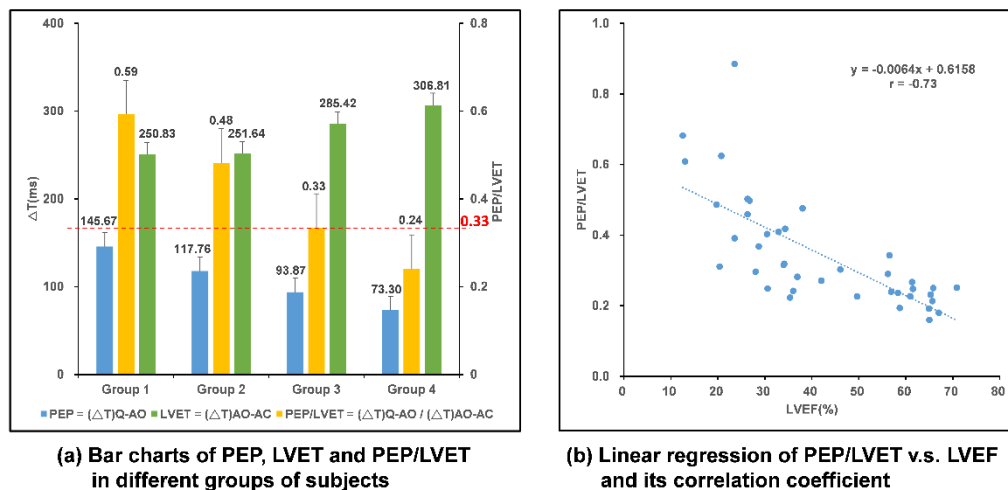 400
300
200
100
0
△T(ms)
0.59
250.83
145.67
0.48
251.64
117.76
285.42
0.33
93.87
306.81
0.24
73.30
0.8
0.6
0.4
0.2
0
PEP/LVET
0.33
Group 1 Group 2 Group 3 Group 4
PEP = (△T)Q-AO LVET = (△T)AO-AC PEP/LVET = (△T)Q-AO / (△T)AO-AC
(a) Bar charts of PEP, LVET and PEP/LVET
in different groups of subjects
1.0
0.8
0.6
0.4
0.2
0.0
PEP/LVET
y = -0.0064x + 0.6158
r = -0.73
0 10 20 30 40 50 60 70 80
LVEF(%)
(b) Linear regression of PEP/LVET v.s. LVEF
and its correlation coefficient